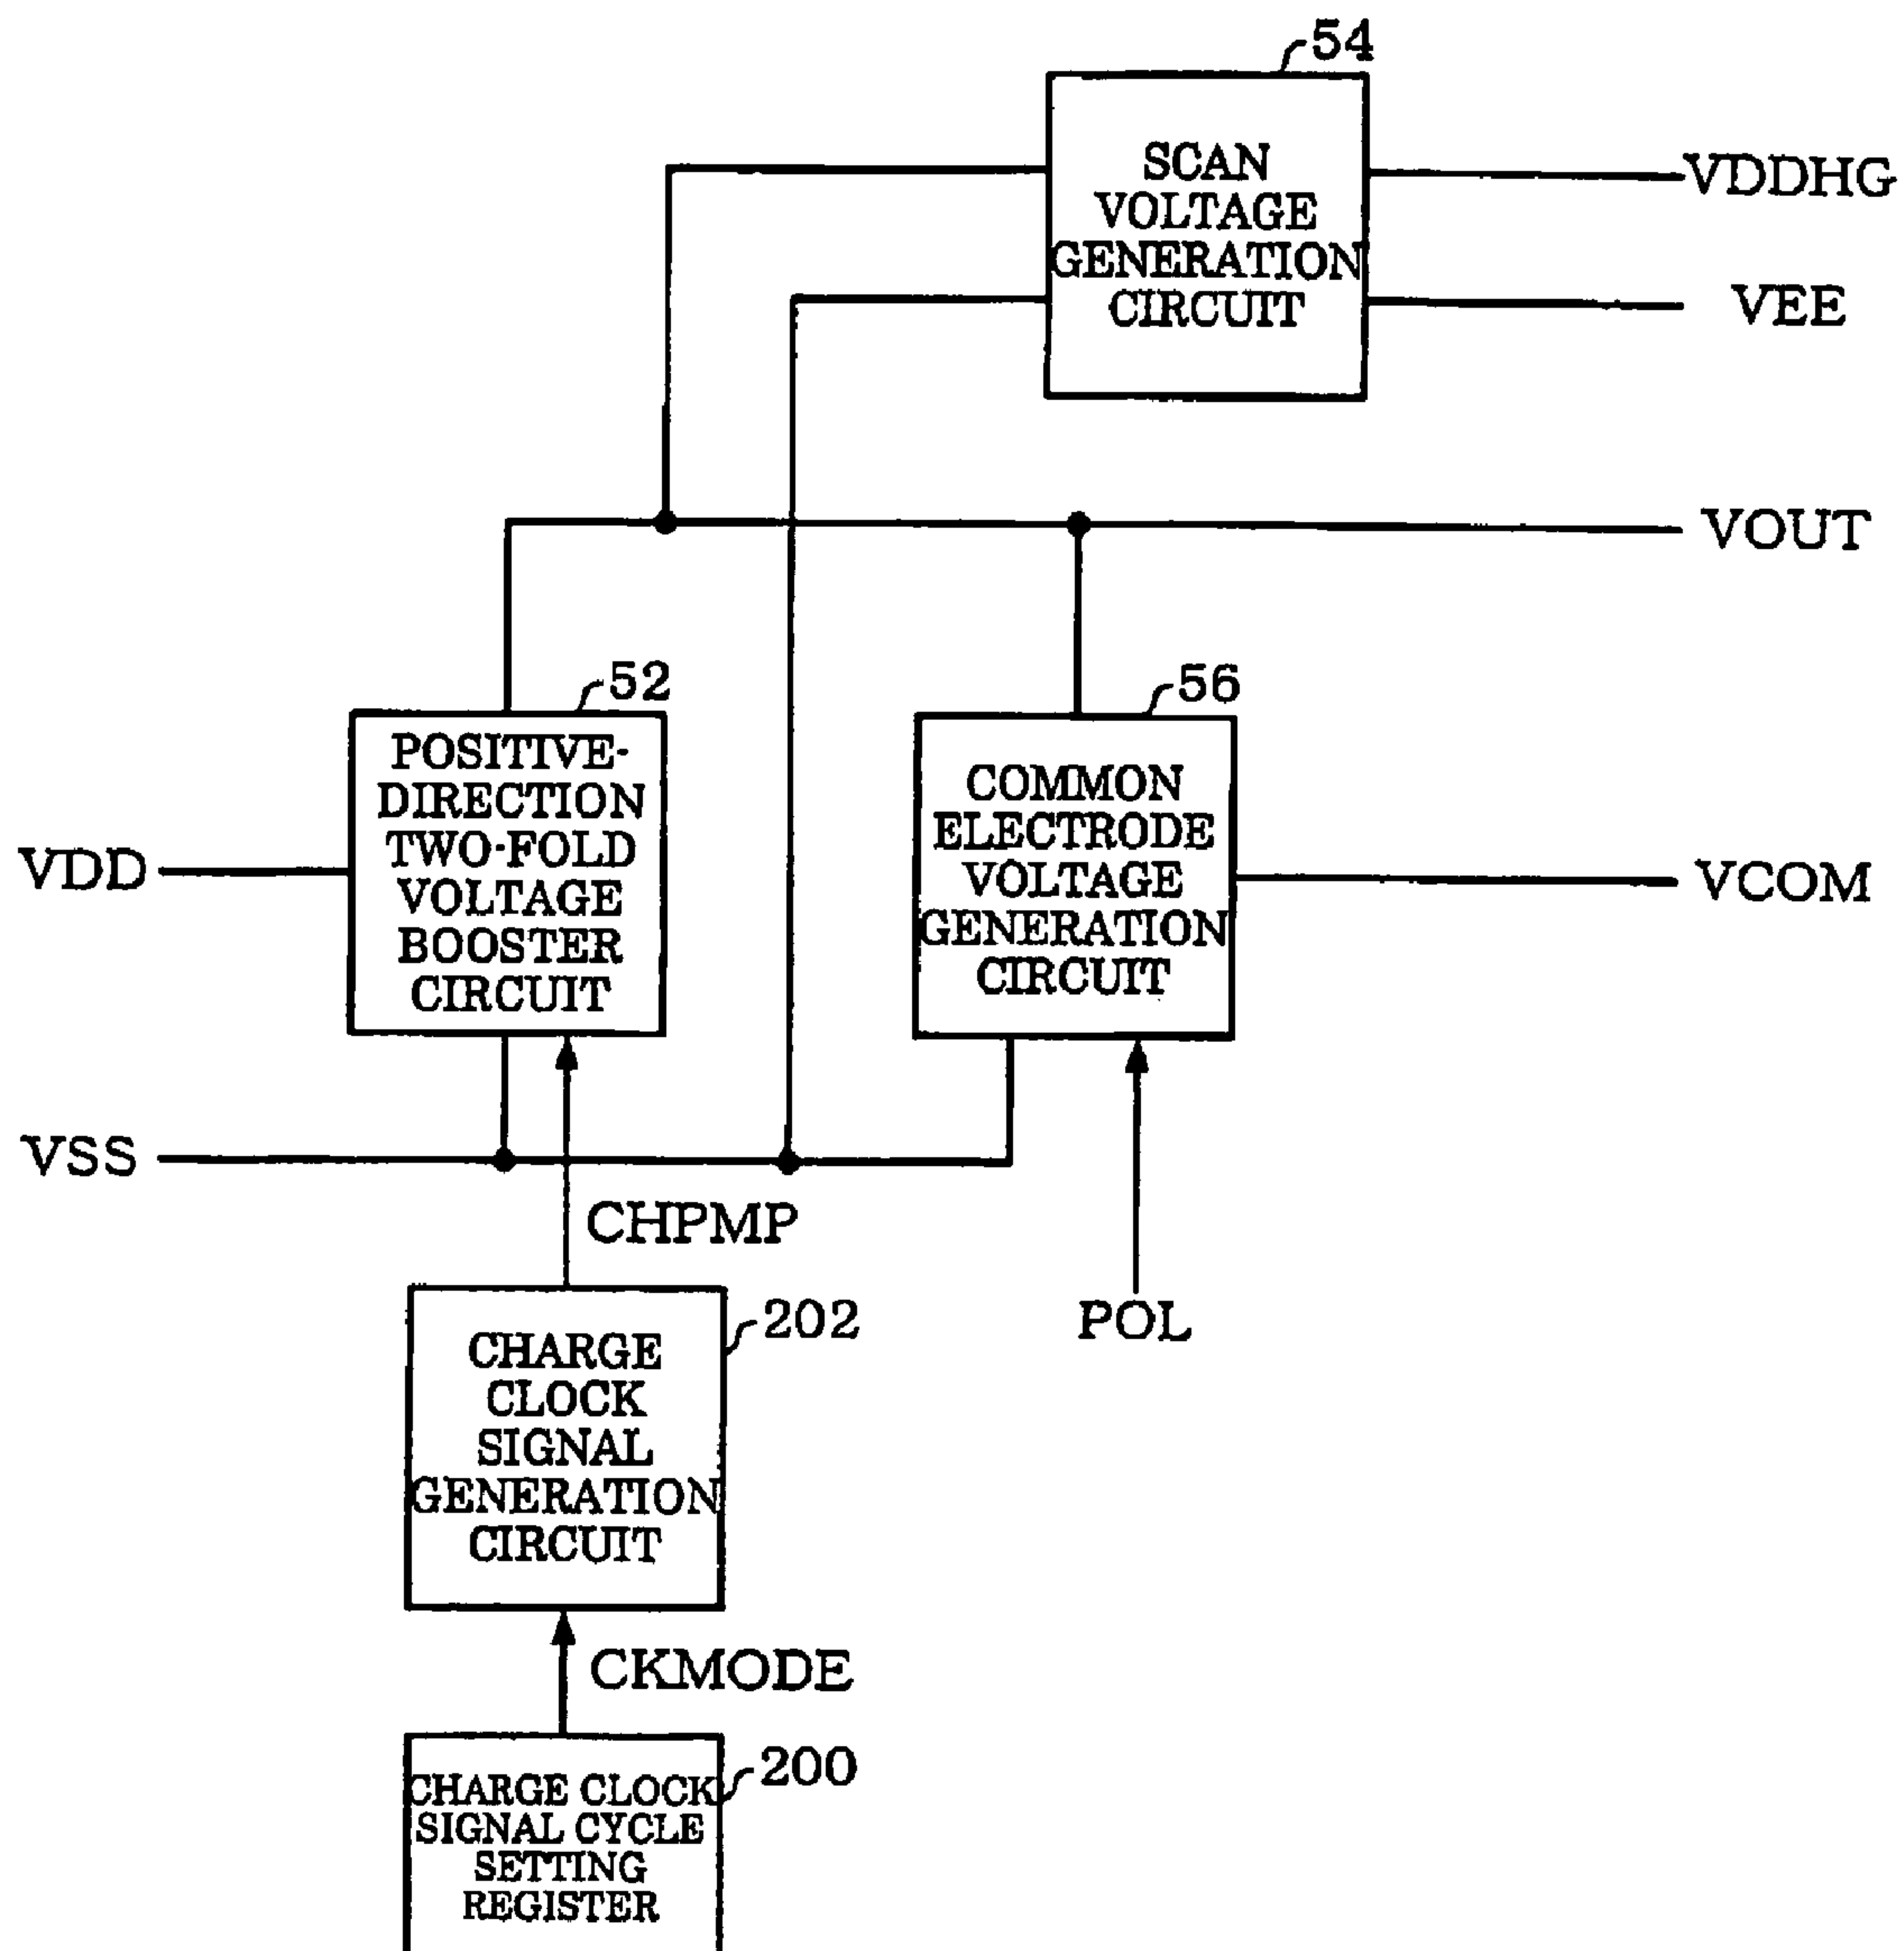 54
SCAN
VOLTAGE
GENERATION
CIRCUIT
VDDHG
VEE
VOUT
52
POSITIVE-
DIRECTION
TWO-FOLD
VOLTAGE
BOOSTER
CIRCUIT
56
COMMON
ELECTRODE
VOLTAGE
GENERATION
CIRCUIT
VDD
VCOM
VSS
CHPMP
POL
202
CHARGE
CLOCK
SIGNAL
GENERATION
CIRCUIT
CKMODE
200
CHARGE CLOCK
SIGNAL CYCLE
SETTING
REGISTER